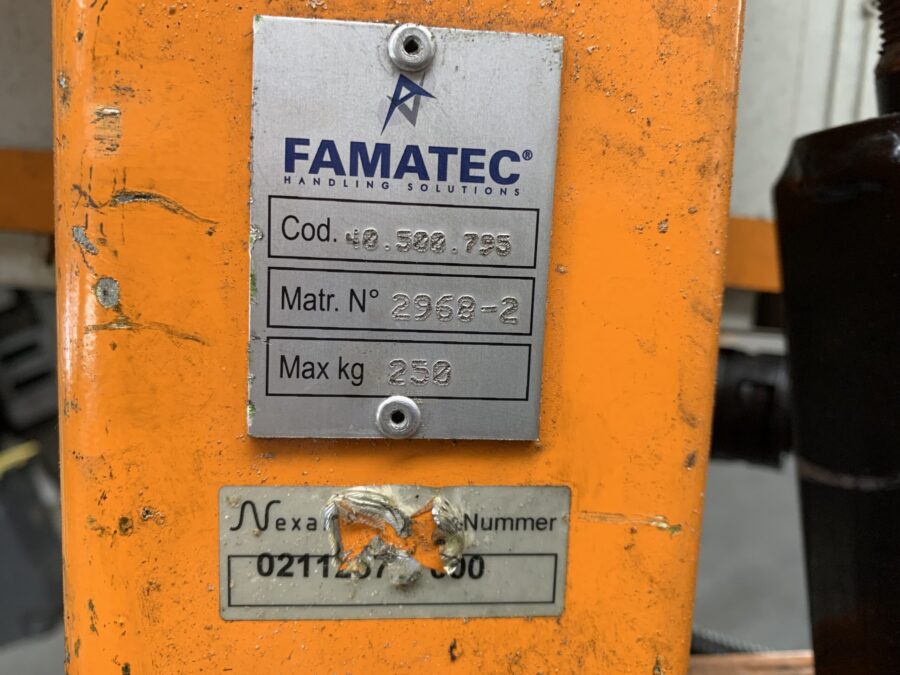 FAMATEC®
HANDLING SOLUTIONS
Cod. 40.500.795
Matr. N° 2968-2
Max kg 250
Nummer